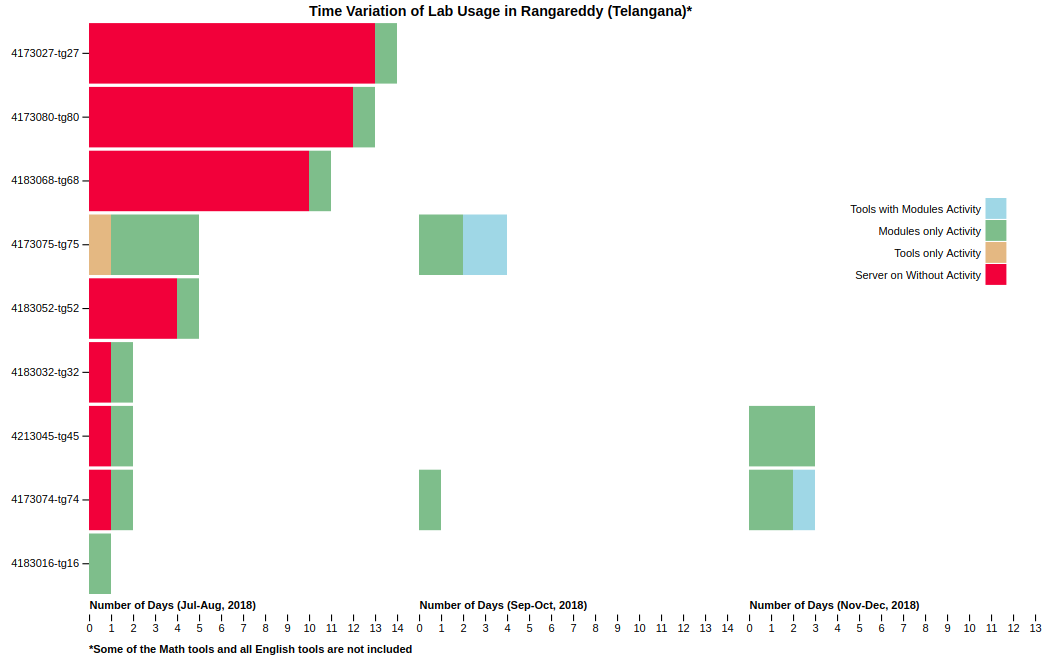 Time Variation of Lab Usage in Rangareddy (Telangana)*
4173027-tg27
4173080-tg80
4183068-tg68
4173075-tg75
4183052-tg52
4183032-tg32
4213045-tg45
4173074-tg74
4183016-tg16
Tools with Modules Activity
Modules only Activity
Tools only Activity
Server on Without Activity
Number of Days (Jul-Aug, 2018) Number of Days (Sep-Oct, 2018) Number of Days (Nov-Dec, 2018)
0 1 2 3 4 5 6 7 8 9 10 11 12 13 14 0 1 2 3 4 5 6 7 8 9 10 11 12 13 14 0 1 2 3 4 5 6 7 8 9 10 11 12 13
*Some of the Math tools and all English tools are not included